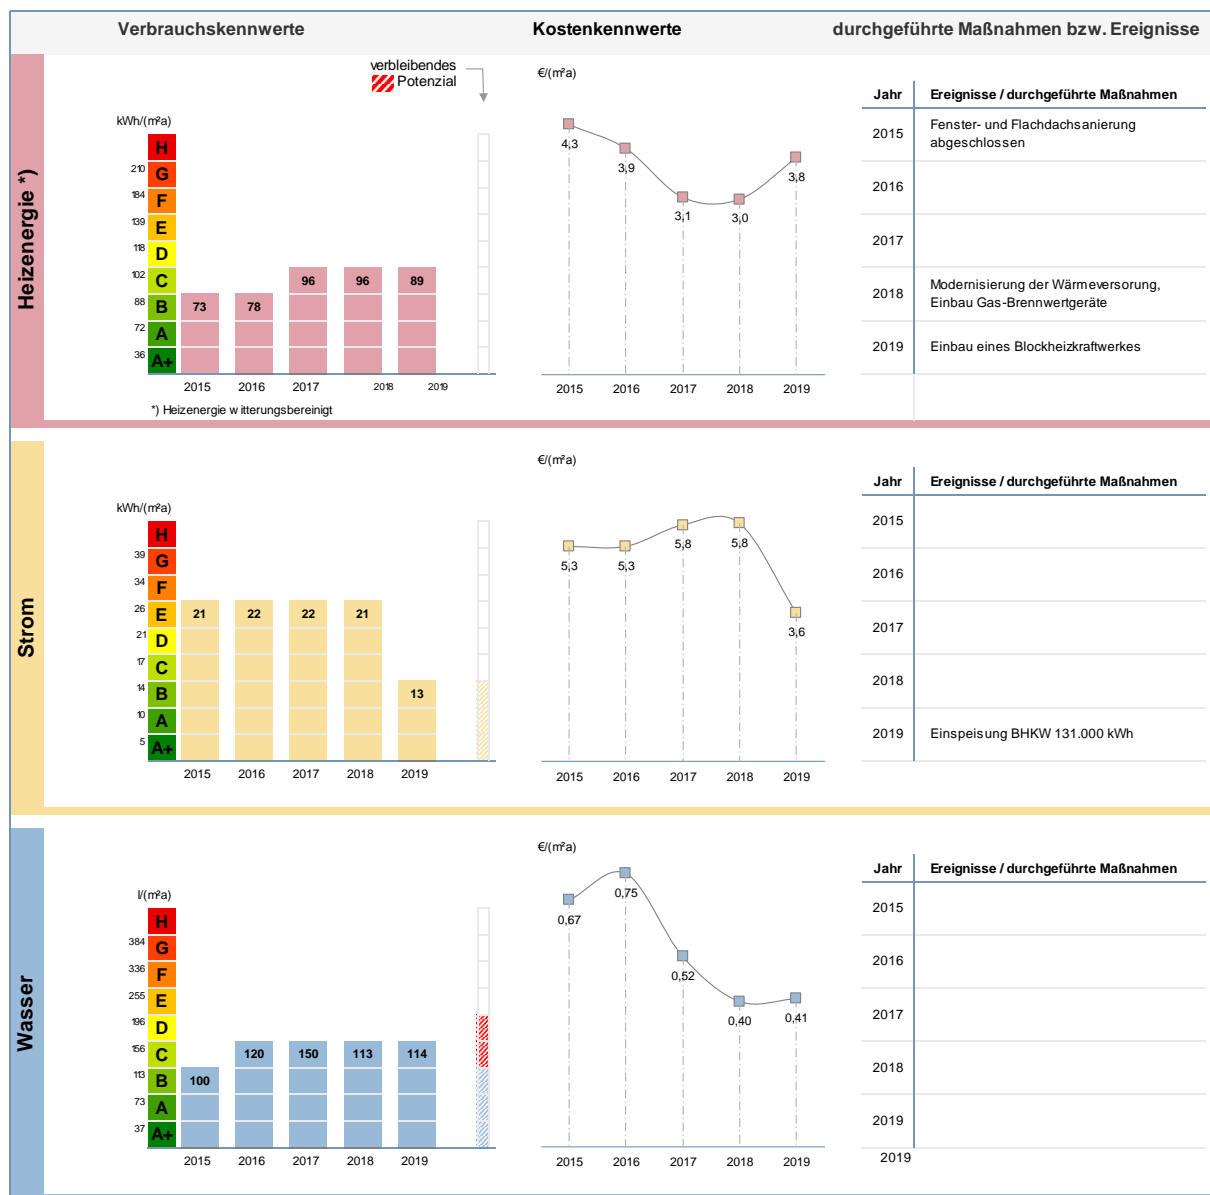 Verbrauchskennwerte
Kostenkennwerte
durchgeführte Maßnahmen bzw. Ereignisse
Heizenergie *)
verbleibendes
Potenzial
kWh/(m²a)
H
210
G
184
F
139
E
118
D
102
C
88
B
72
A
36
A+
73
78
96
96
89
2015
2016
2017
2018
2019
*) Heizenergie witterungsbereinigt
€/(m²a)
4,3
3,9
3,1
3,0
3,8
2015
2016
2017
2018
2019
Jahr
Ereignisse / durchgeführte Maßnahmen
2015
Fenster- und Flachdachsanierung
abgeschlossen
2016
2017
2018
Modernisierung der Wärmeversorung,
Einbau Gas-Brennwertgeräte
2019
Einbau eines Blockheizkraftwerkes
Strom
kWh/(m²a)
H
39
G
34
F
26
E
21
D
17
C
14
B
10
A
5
A+
21
22
22
21
13
2015
2016
2017
2018
2019
€/(m²a)
5,3
5,3
5,8
5,8
3,6
2015
2016
2017
2018
2019
Jahr
Ereignisse / durchgeführte Maßnahmen
2015
2016
2017
2018
2019
Einspeisung BHKW 131.000 kWh
Wasser
l/(m²a)
H
384
G
336
F
255
E
196
D
156
C
113
B
73
A
37
A+
100
120
150
113
114
2015
2016
2017
2018
2019
€/(m²a)
0,67
0,75
0,52
0,40
0,41
2015
2016
2017
2018
2019
Jahr
Ereignisse / durchgeführte Maßnahmen
2015
2016
2017
2018
2019
2019